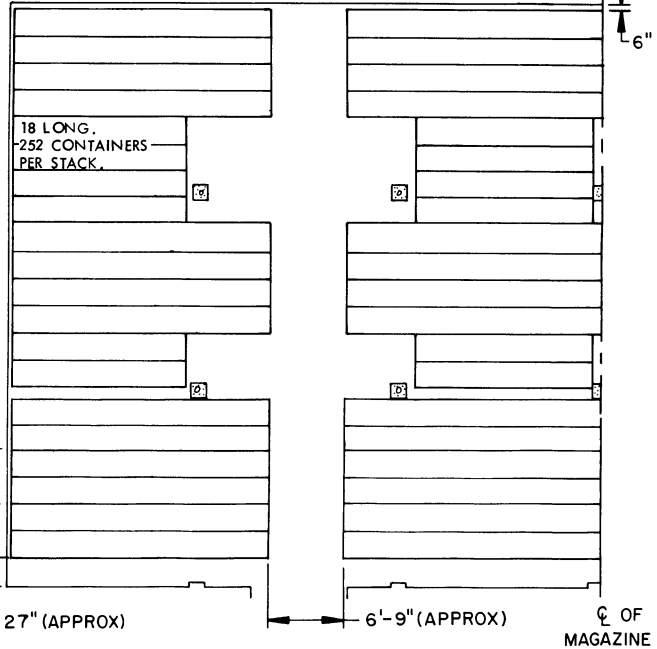 6"
18 LONG.
252 CONTAINERS
PER STACK.
27" (APPROX)
6'-9" (APPROX)
℄ OF
MAGAZINE